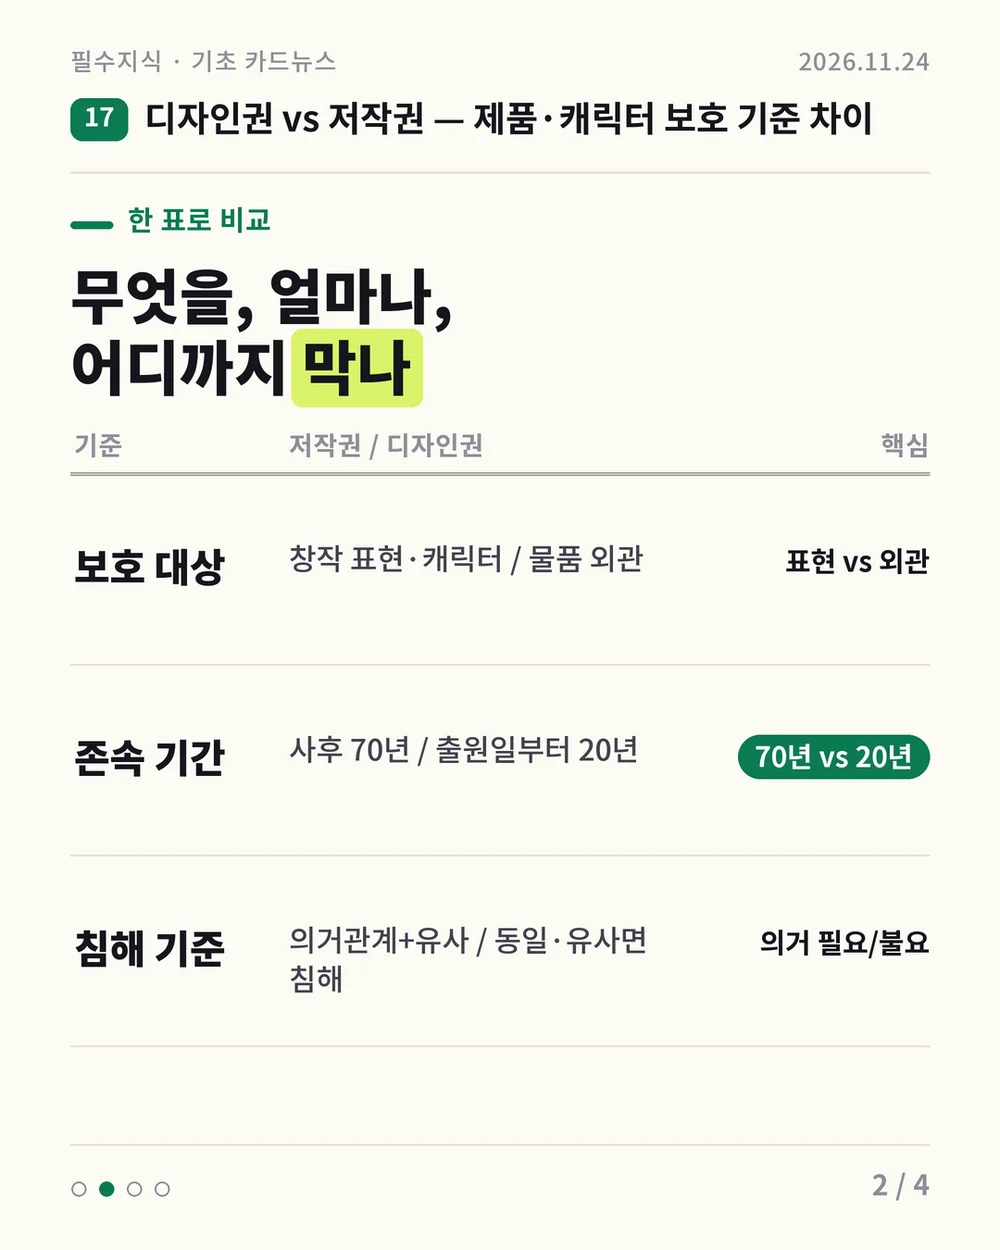 필수지식 · 기초 카드뉴스
2026.11.24
17 디자인권 vs 저작권 — 제품·캐릭터 보호 기준 차이
한 표로 비교
무엇을, 얼마나,
어디까지 막나
기준 저작권 / 디자인권 핵심
보호 대상 창작 표현·캐릭터 / 물품 외관 표현 vs 외관
존속 기간 사후 70년 / 출원일부터 20년 70년 vs 20년
침해 기준 의거관계+유사 / 동일·유사면 의거 필요/불요
침해
2 / 4